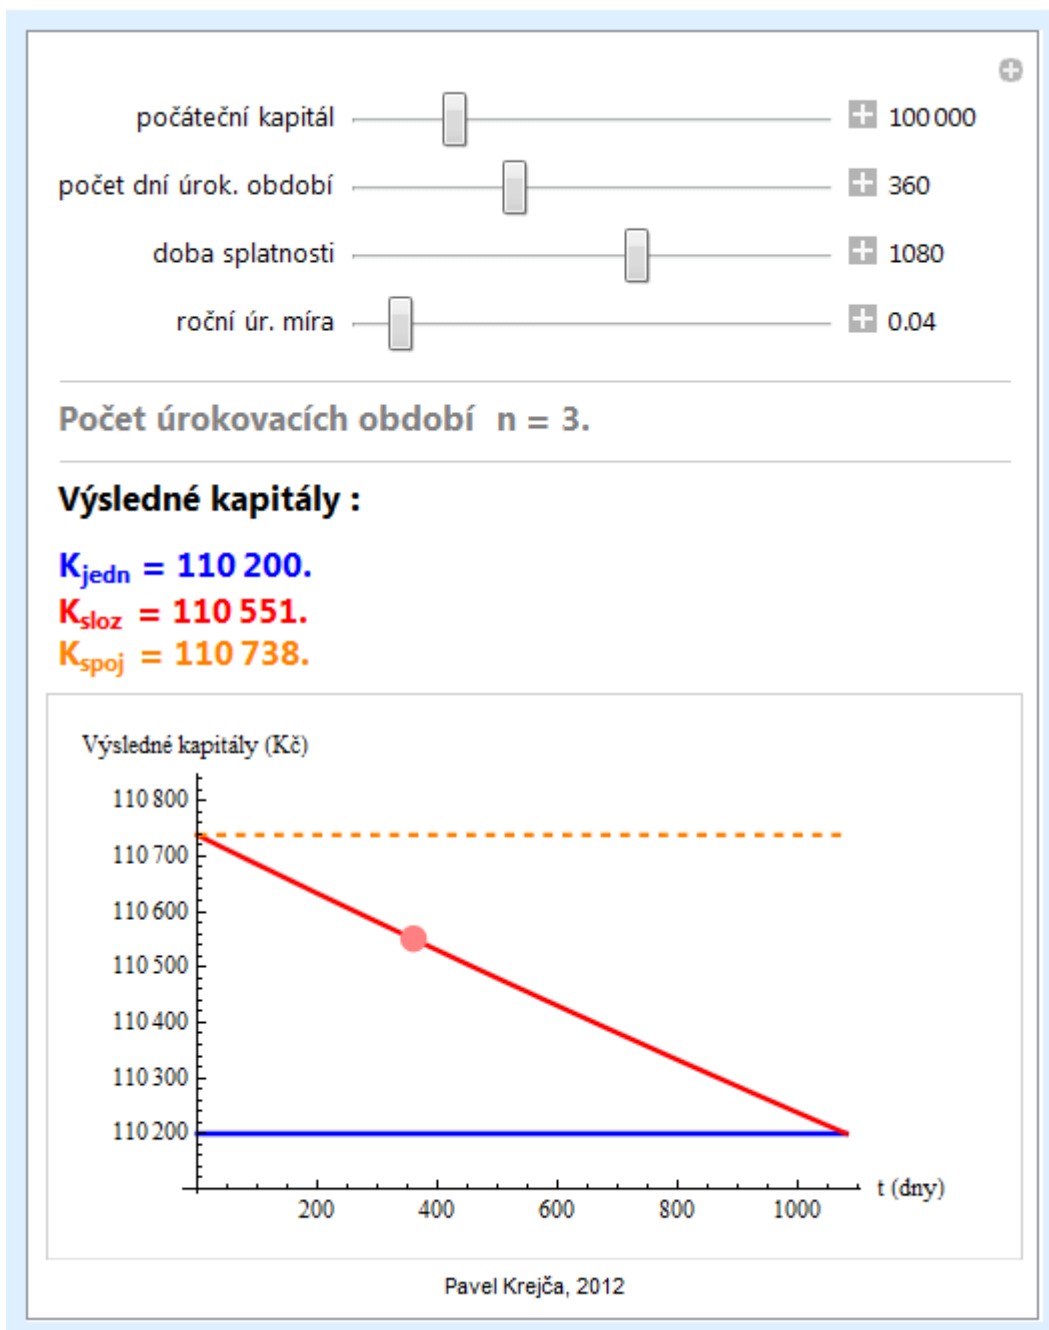 počáteční kapitál 100 000
počet dní úrok. období 360
doba splatnosti 1080
roční úr. míra 0.04
Počet úrokovacích období n = 3.
Výsledné kapitály :
Kjedn = 110 200.
Ksloz = 110 551.
Kspoj = 110 738.
Výsledné kapitály (Kč)
110 800
110 700
110 600
110 500
110 400
110 300
110 200
t (dny)
200 400 600 800 1000
Pavel Krejča, 2012